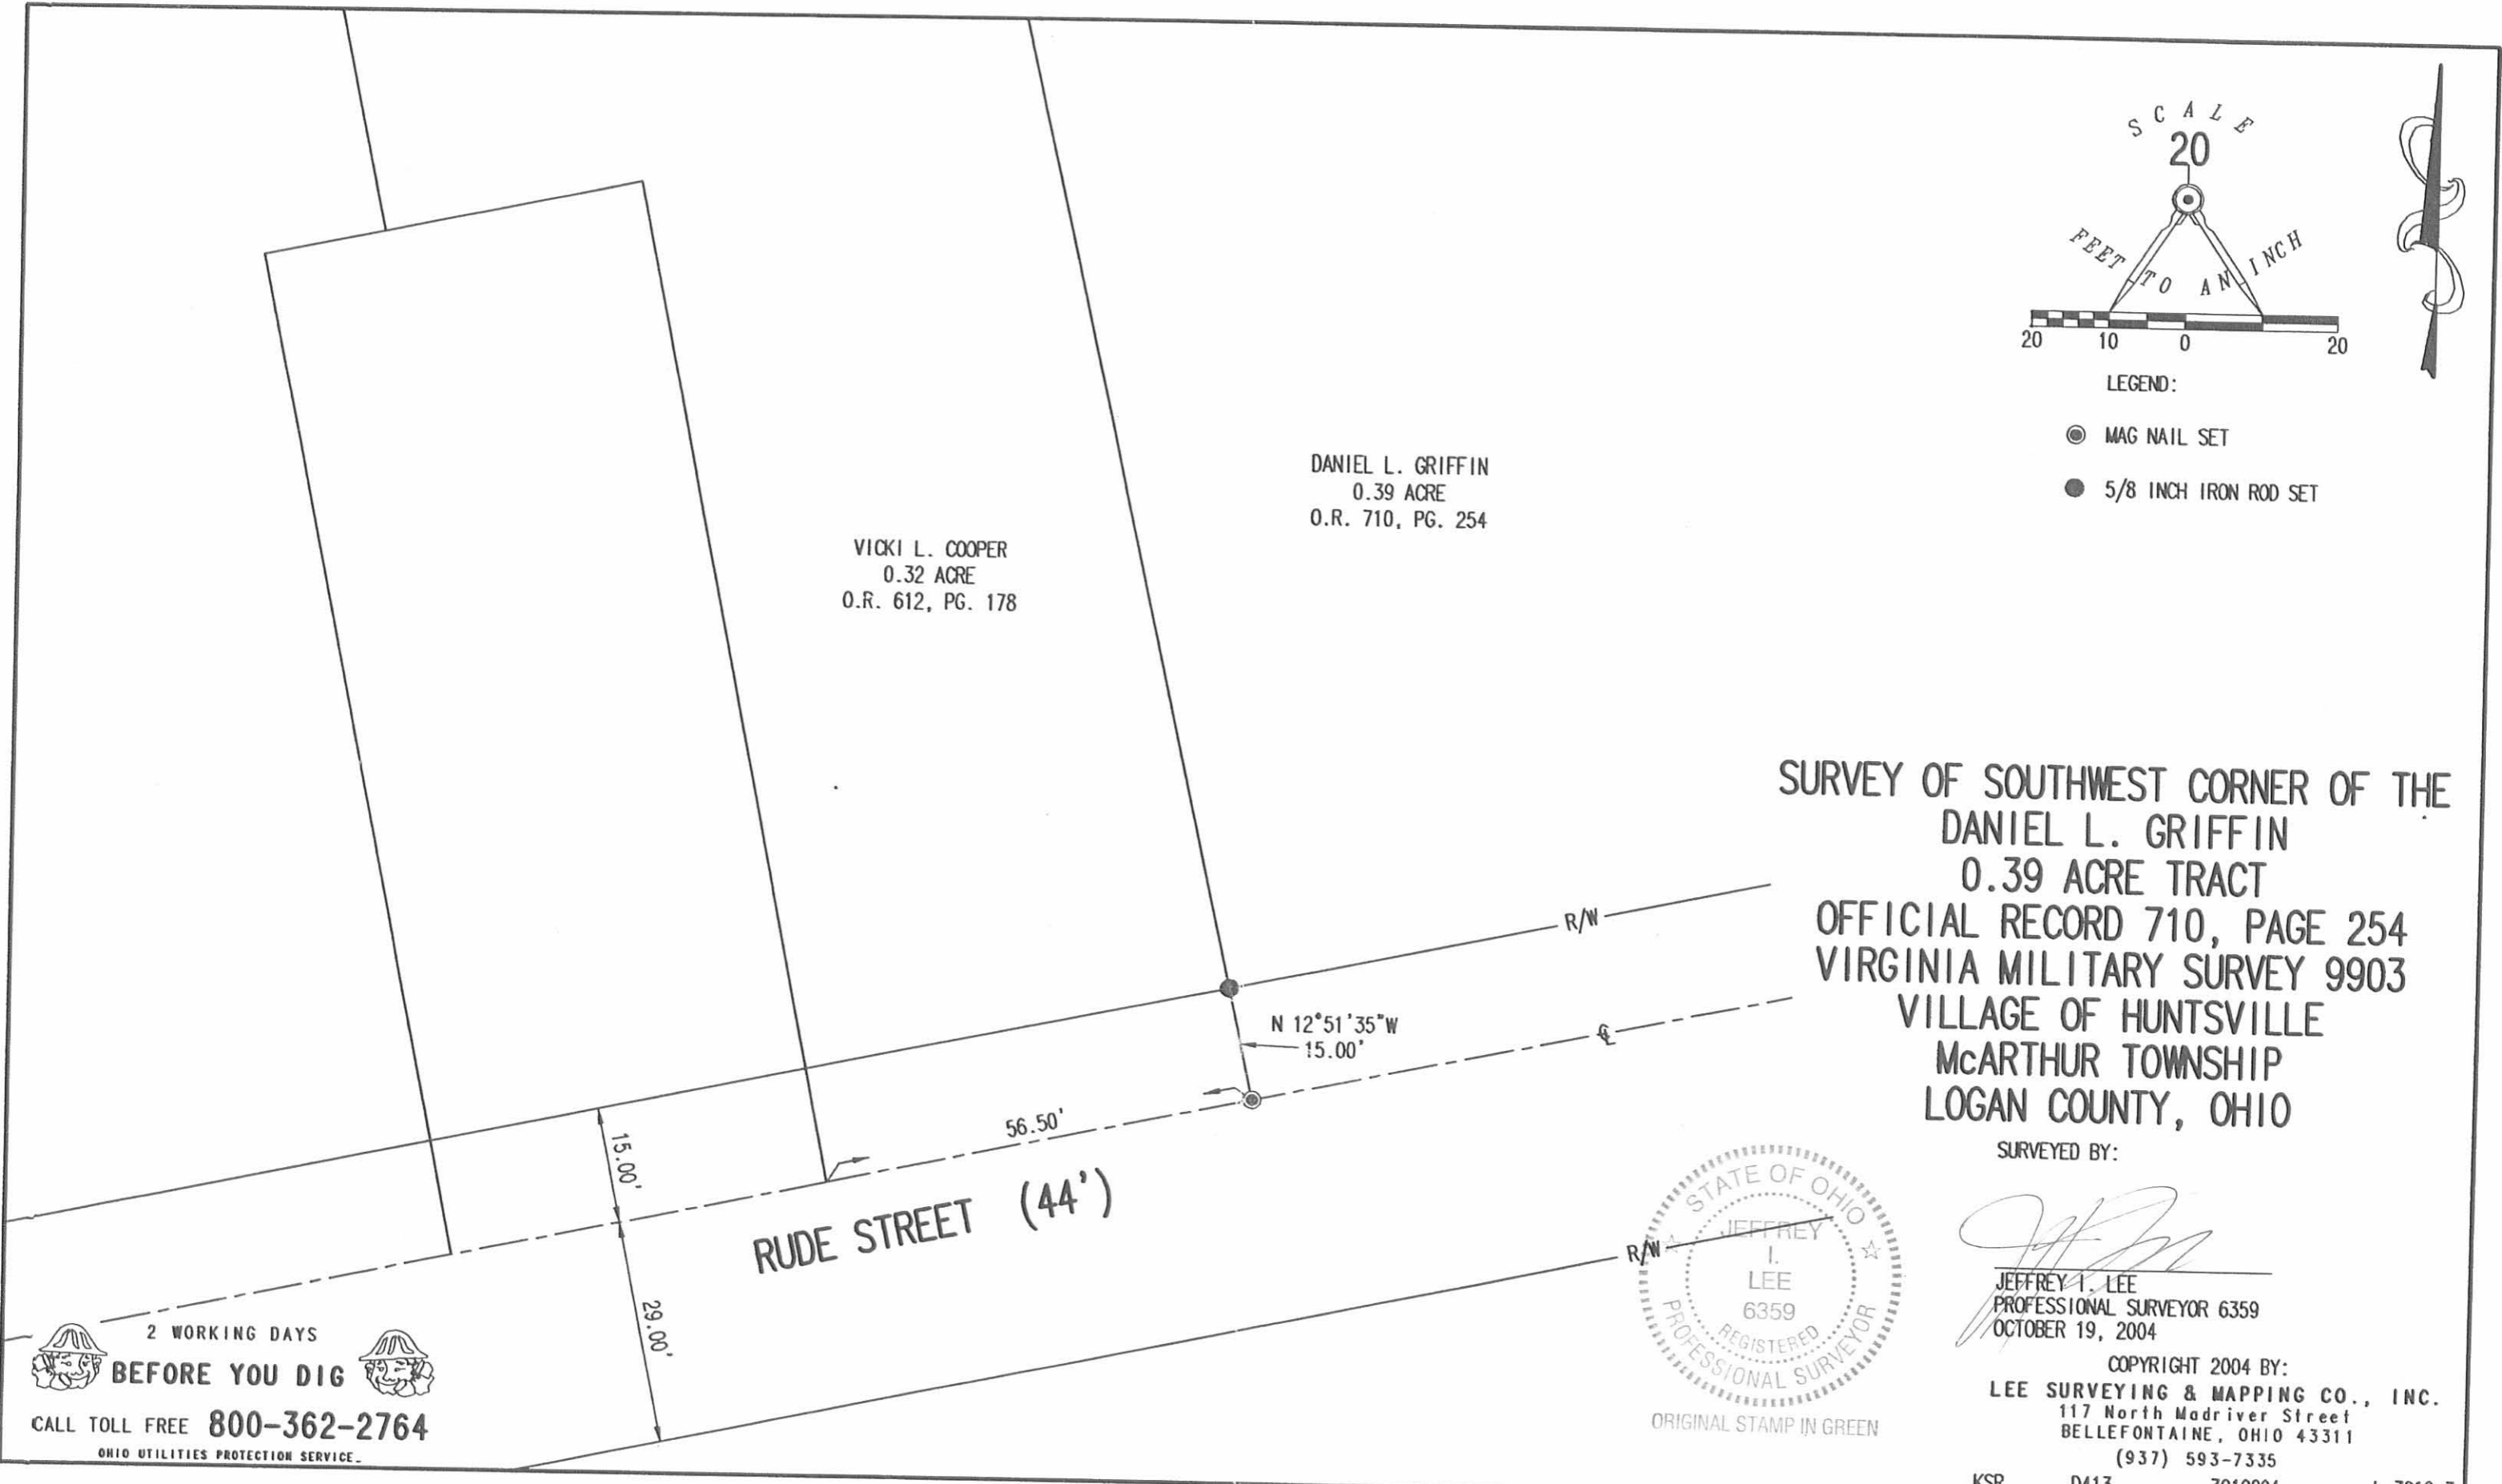 SCALE
20
FEET TO AN INCH
20 10 0 20
LEGEND:
MAG NAIL SET
5/8 INCH IRON ROD SET
DANIEL L. GRIFFIN
0.39 ACRE
O.R. 710, PG. 254
VICKI L. COOPER
0.32 ACRE
O.R. 612, PG. 178
R/W
N 12°51'35"W
15.00'
℄
56.50'
15.00'
RUDE STREET (44')
29.00'
R/W
SURVEY OF SOUTHWEST CORNER OF THE
DANIEL L. GRIFFIN
0.39 ACRE TRACT
OFFICIAL RECORD 710, PAGE 254
VIRGINIA MILITARY SURVEY 9903
VILLAGE OF HUNTSVILLE
McARTHUR TOWNSHIP
LOGAN COUNTY, OHIO
SURVEYED BY:
JEFFREY I. LEE
PROFESSIONAL SURVEYOR 6359
OCTOBER 19, 2004
COPYRIGHT 2004 BY:
LEE SURVEYING & MAPPING CO., INC.
117 North Madriver Street
BELLEFONTAINE, OHIO 43311
(937) 593-7335
KSR D413
STATE OF OHIO
JEFFREY
I.
LEE
6359
REGISTERED
PROFESSIONAL SURVEYOR
ORIGINAL STAMP IN GREEN
2 WORKING DAYS
BEFORE YOU DIG
CALL TOLL FREE 800-362-2764
OHIO UTILITIES PROTECTION SERVICE.